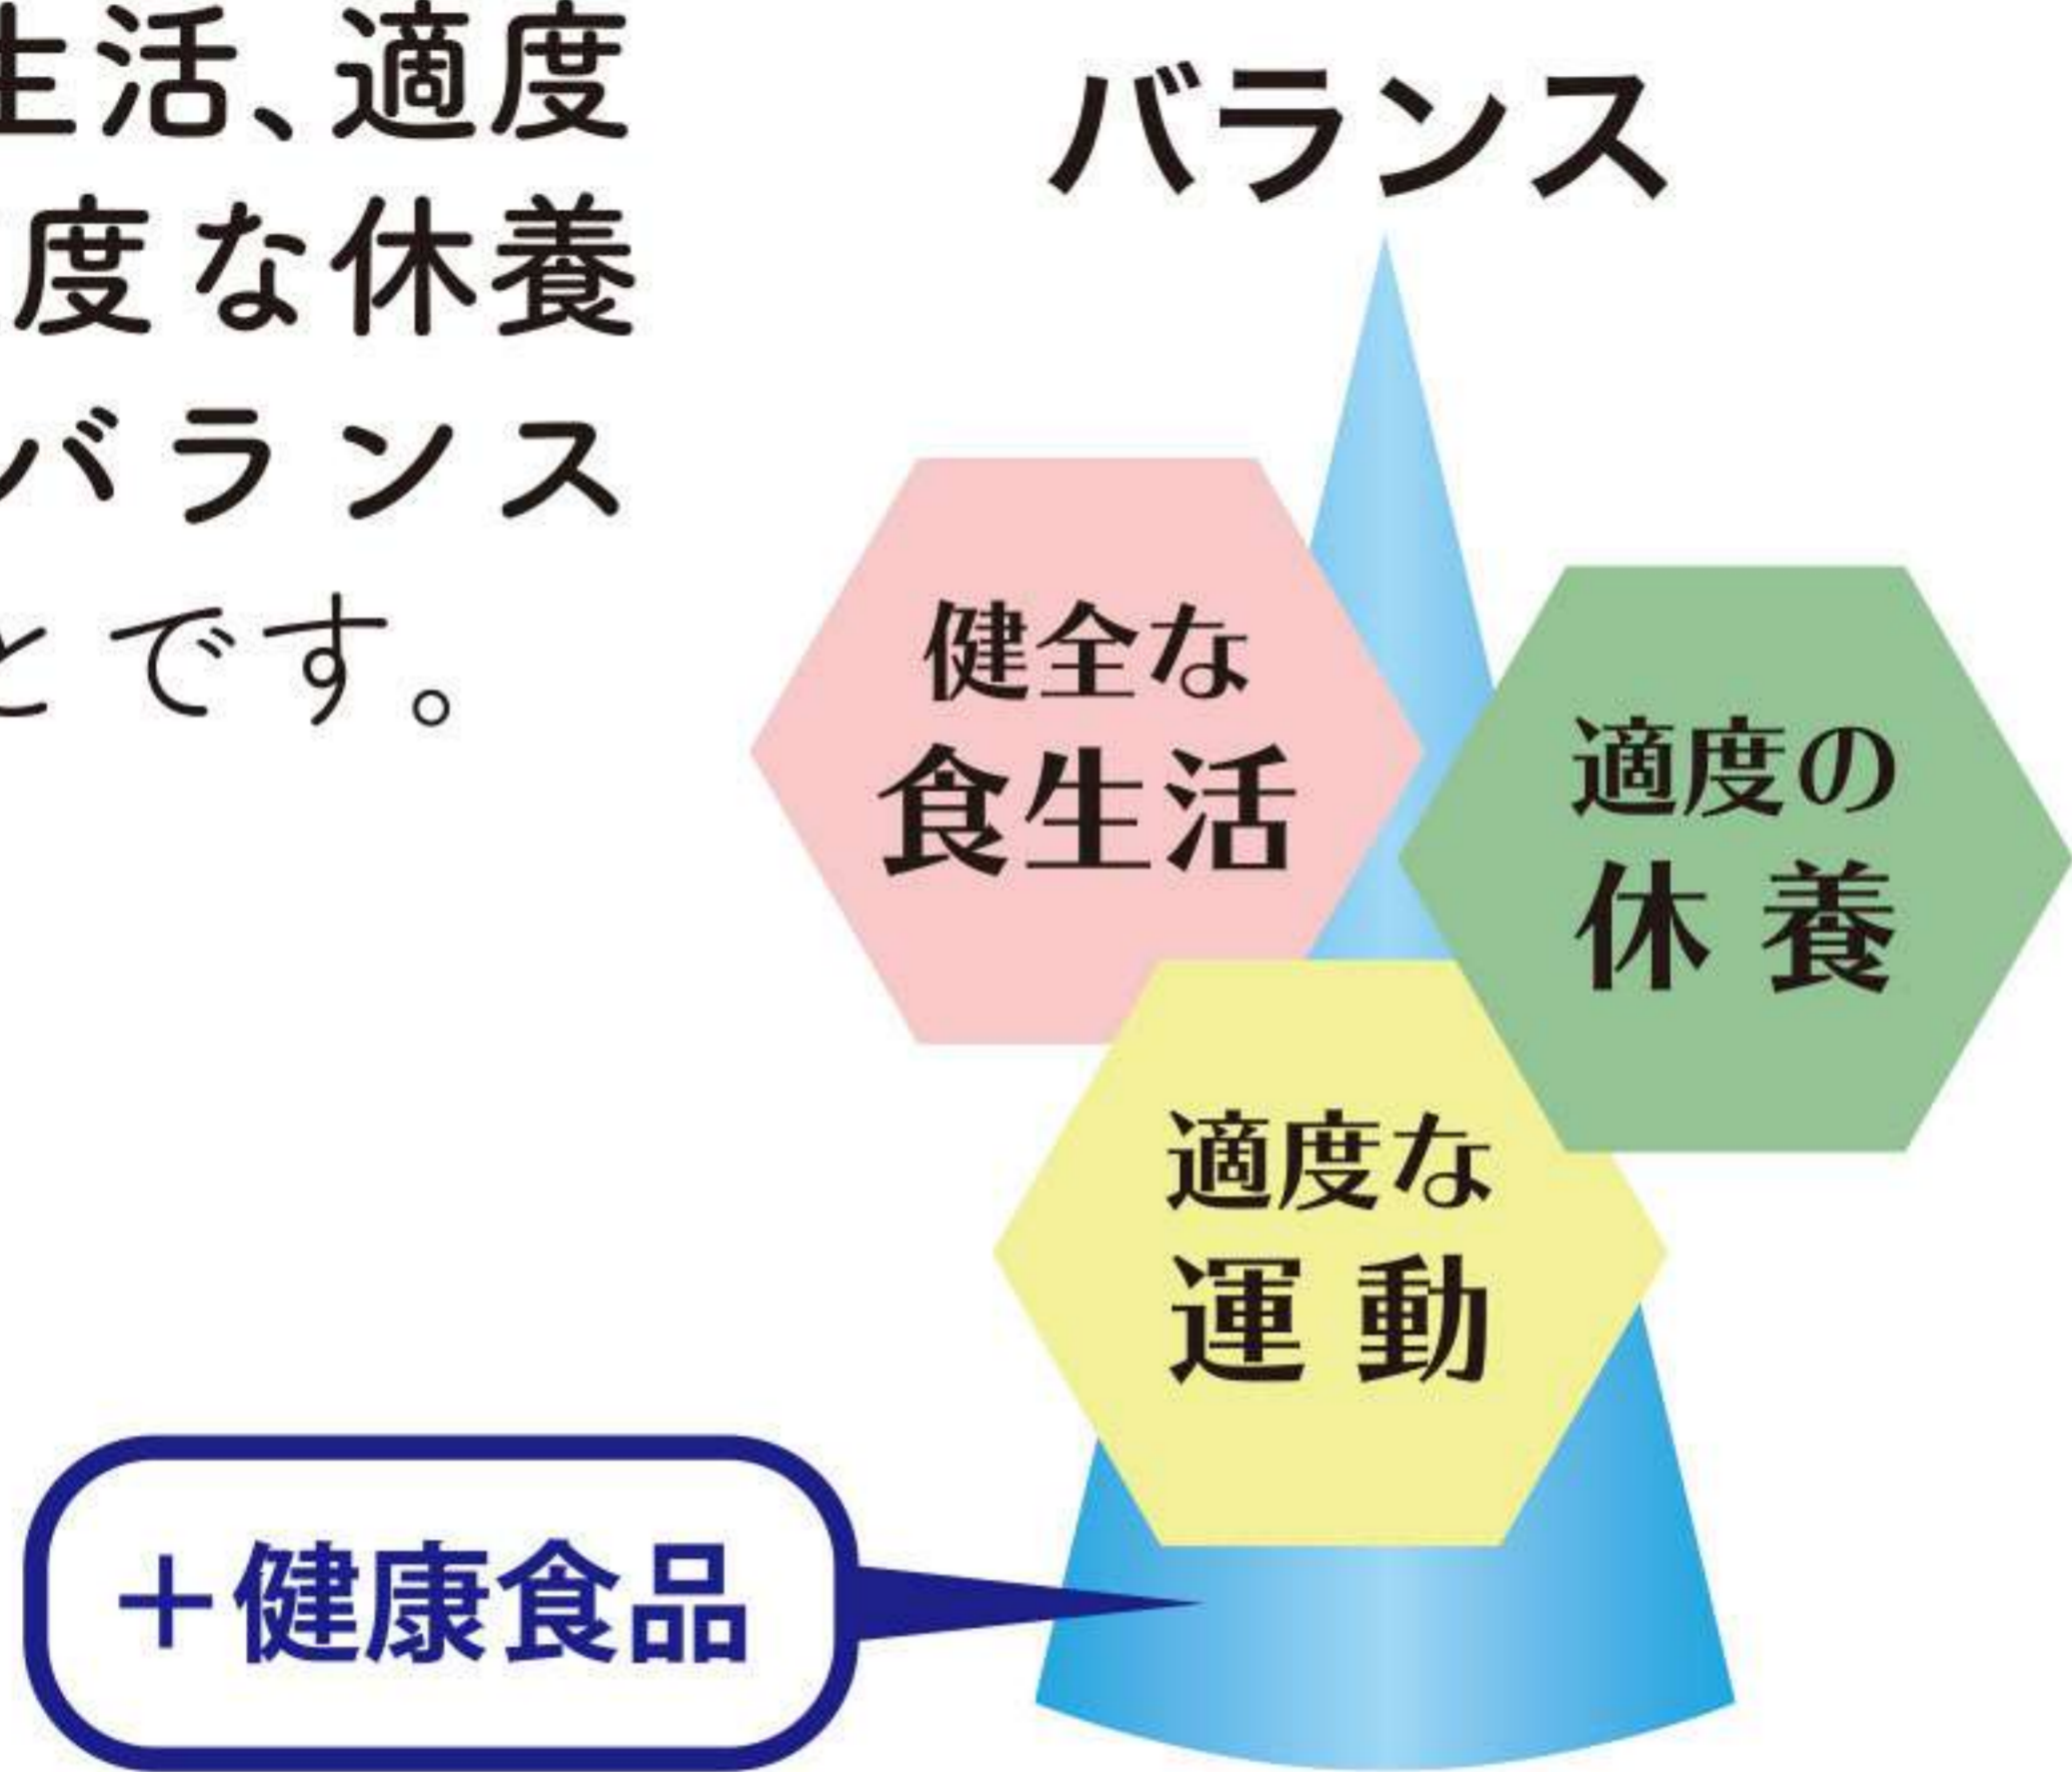 生活、適度
度な休養
バランス
とです。
バランス
健全な
食生活
適度の
休養
適度な
運動
＋健康食品